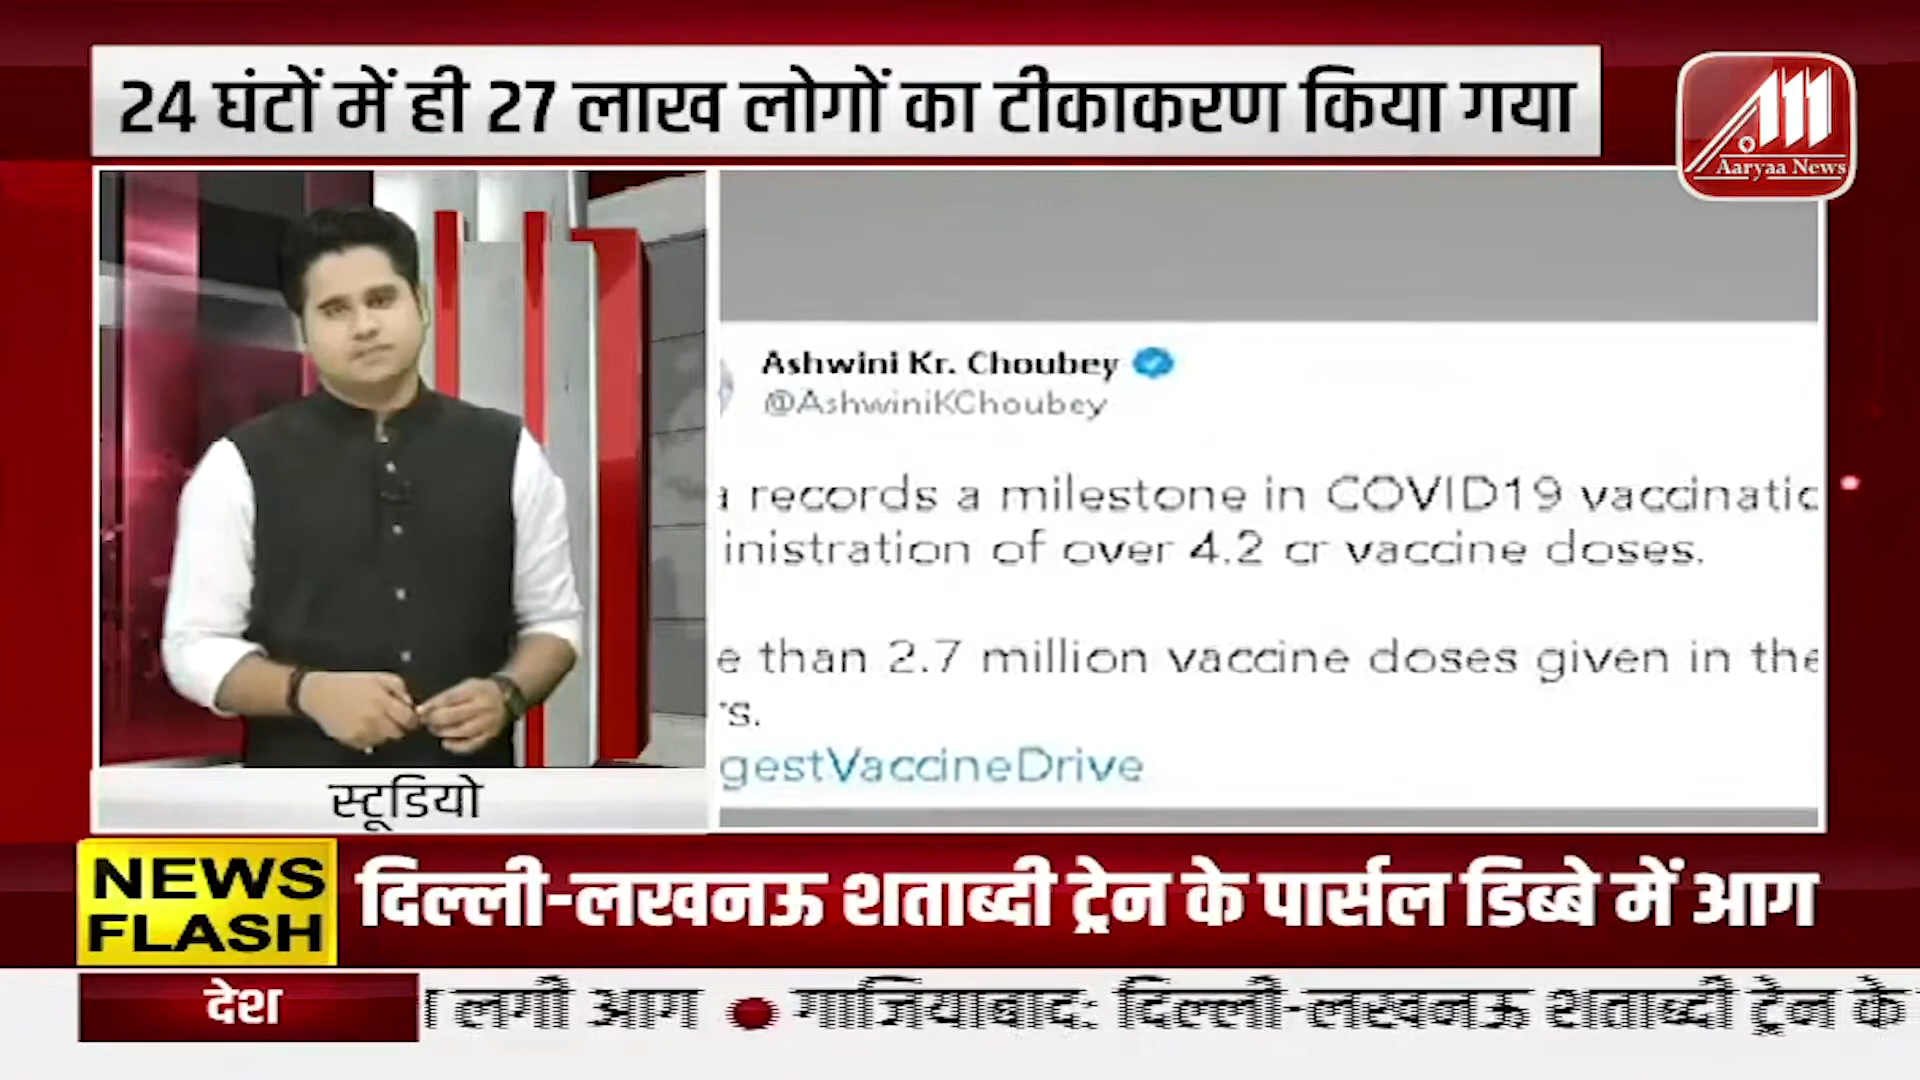 24 घंटों में ही 27 लाख लोगों का टीकाकरण किया गया
Aaryaa News
Ashwini Kr. Choubey
@AshwiniKChoubey
records a milestone in COVID19 vaccinatio
inistration of over 4.2 cr vaccine doses.
e than 2.7 million vaccine doses given in the
rs.
gestVaccineDrive
स्टूडियो
NEWS
FLASH
दिल्ली-लखनऊ शताब्दी ट्रेन के पार्सल डिब्बे में आग
देश
लगी आग ● गाजियाबाद: दिल्ली-लखनऊ शताब्दी ट्रेन के